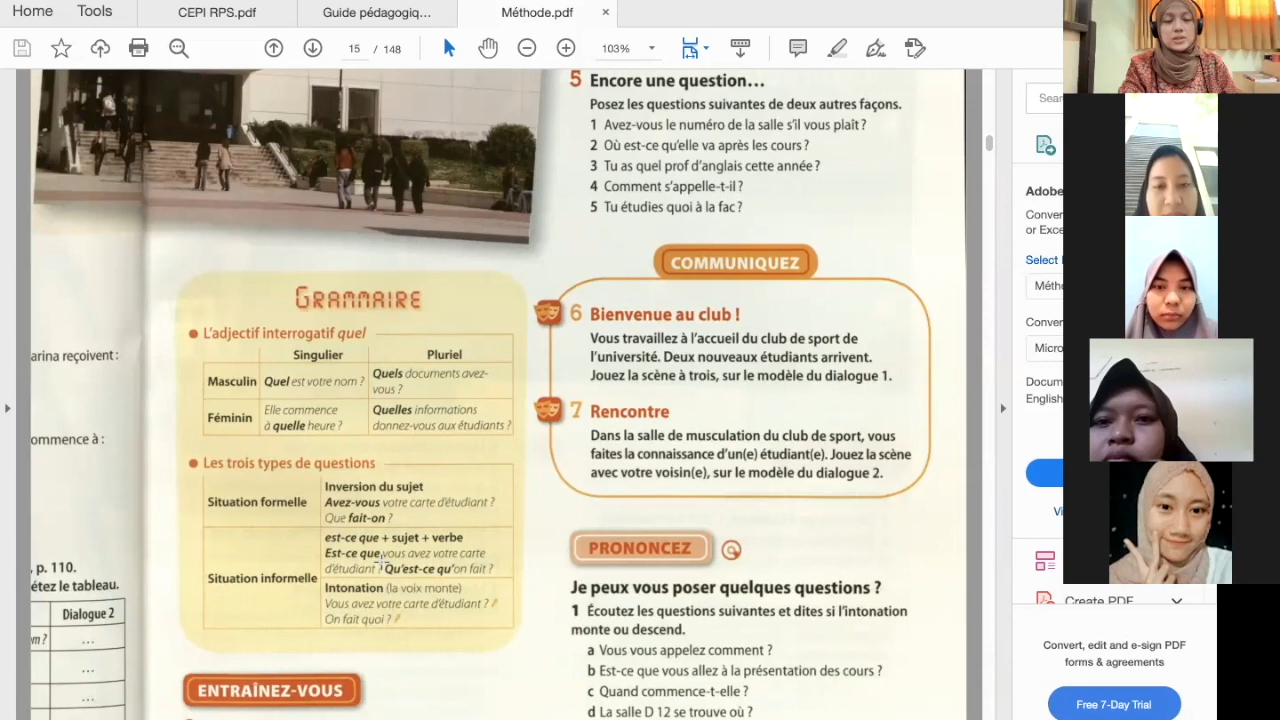 Home
Tools
CEPI RPS.pdf
Guide pédagogiq...
Méthode.pdf
×
15 / 148
103%
5 Encore une question...
Posez les questions suivantes de deux autres façons.
1 Avez-vous le numéro de la salle s'il vous plaît ?
2 Où est-ce qu'elle va après les cours ?
3 Tu as quel prof d'anglais cette année ?
4 Comment s'appelle-t-il ?
5 Tu étudies quoi à la fac ?
COMMUNIQUEZ
6 Bienvenue au club !
Vous travaillez à l'accueil du club de sport de
l'université. Deux nouveaux étudiants arrivent.
Jouez la scène à trois, sur le modèle du dialogue 1.
7 Rencontre
Dans la salle de musculation du club de sport, vous
faites la connaissance d'un(e) étudiant(e). Jouez la scène
avec votre voisin(e), sur le modèle du dialogue 2.
PRONONCEZ
Je peux vous poser quelques questions ?
1 Écoutez les questions suivantes et dites si l'intonation
monte ou descend.
a Vous vous appelez comment ?
b Est-ce que vous allez à la présentation des cours ?
c Quand commence-t-elle ?
d La salle D 12 se trouve où ?
GRAMMAIRE
L'adjectif interrogatif quel
Singulier Pluriel
Masculin
Quel est votre nom ?
Quels documents avez-
vous ?
Féminin
Elle commence
à quelle heure ?
Quelles informations
donnez-vous aux étudiants ?
Les trois types de questions
Situation formelle
Inversion du sujet
Avez-vous votre carte d'étudiant ?
Que fait-on ?
Situation informelle
est-ce que + sujet + verbe
Est-ce que vous avez votre carte
d'étudiant ? Qu'est-ce qu'on fait ?
Intonation (la voix monte)
Vous avez votre carte d'étudiant ?
On fait quoi ?
ENTRAÎNEZ-VOUS
arina reçoivent :
ommence à :
, p. 110.
étez le tableau.
Dialogue 2
m ?
...
...
...
Sear
Adobe
Conver
or Exce
Select
Métho
Conver
Micro
Docum
English
Create PDF
Convert, edit and e-sign PDF
forms & agreements
Free 7-Day Trial